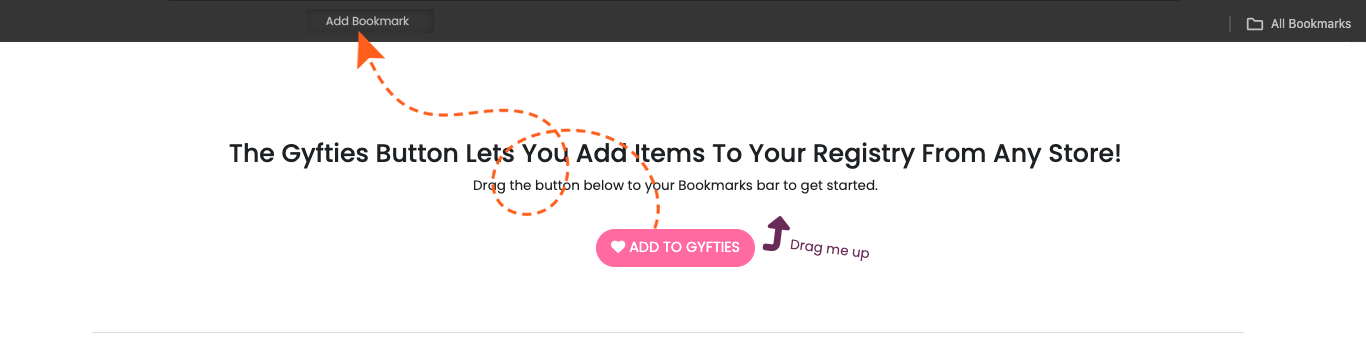 Add Bookmark
All Bookmarks
The Gyfties Button Lets You Add Items To Your Registry From Any Store!
Drag the button below to your Bookmarks bar to get started.
ADD TO GYFTIES
Drag me up